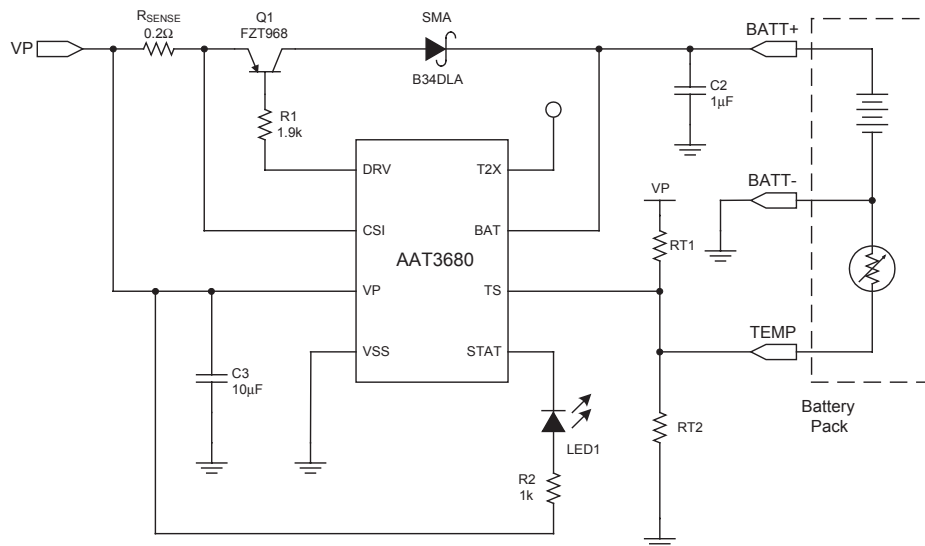 VP
RSENSE
0.2Ω
Q1
FZT968
SMA
B34DLA
BATT+
C2
1µF
R1
1.9k
DRV
T2X
BATT-
VP
CSI
BAT
RT1
AAT3680
VP
TS
VSS
STAT
TEMP
C3
10µF
LED1
RT2
Battery
Pack
R2
1k